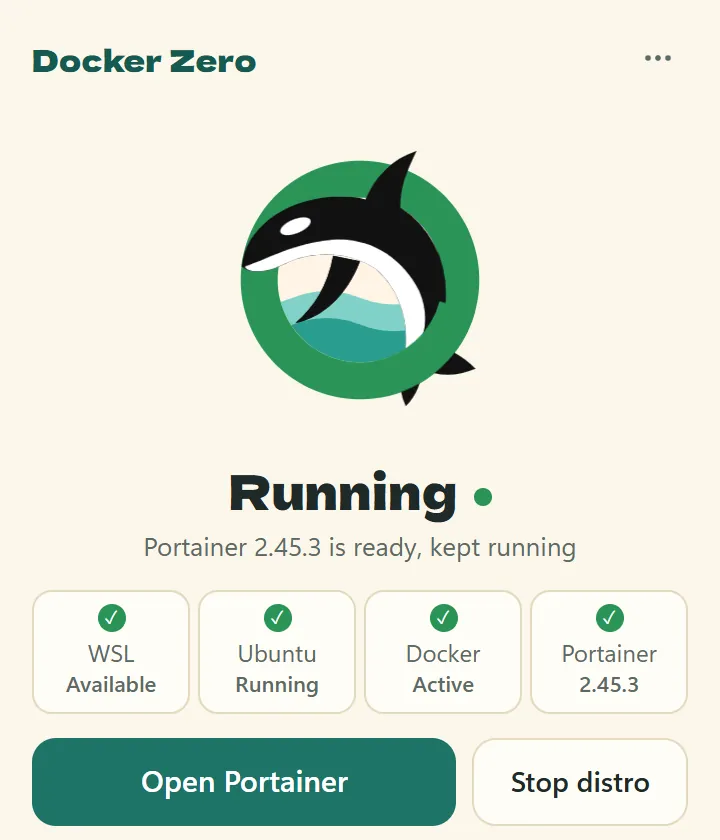 Docker Zero
Running
Portainer 2.45.3 is ready, kept running
WSL
Available
Ubuntu
Running
Docker
Active
Portainer
2.45.3
Open Portainer
Stop distro